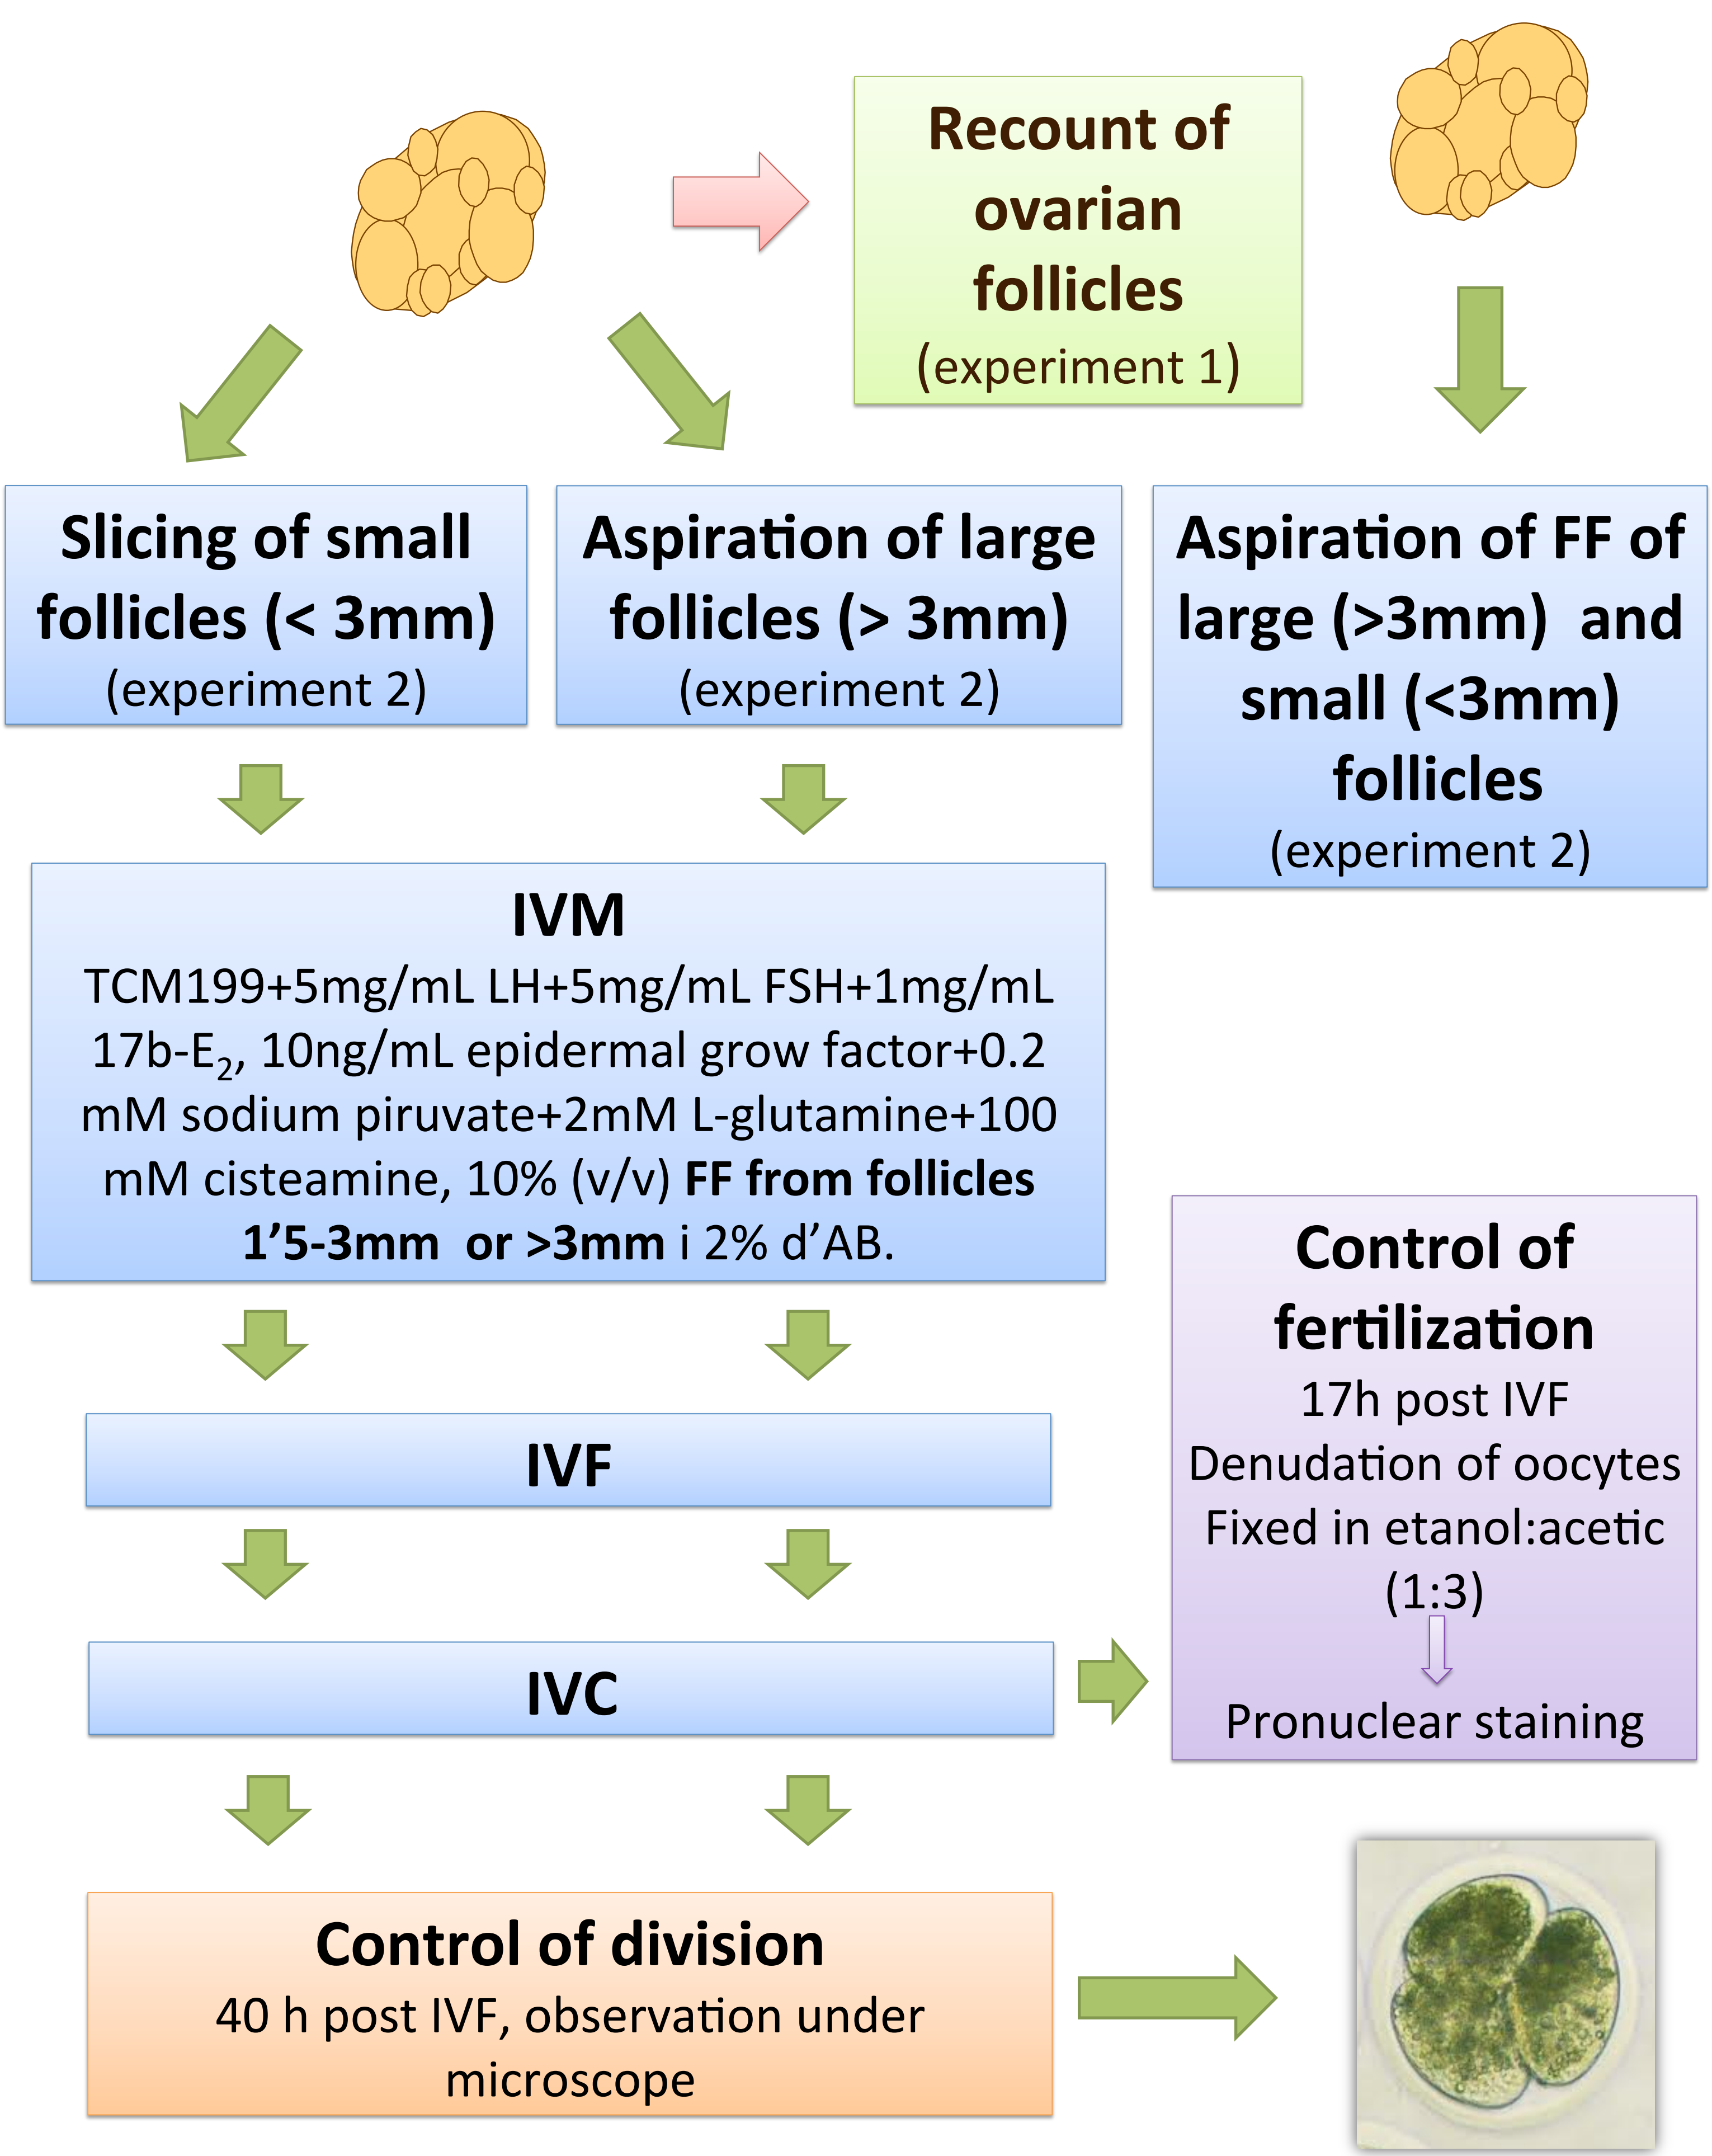 Recount of
ovarian
follicles
(experiment 1)
Slicing of small
follicles (< 3mm)
(experiment 2)
Aspiration of large
follicles (> 3mm)
(experiment 2)
Aspiration of FF of
large (>3mm)  and
small (<3mm)
follicles
(experiment 2)
IVM
TCM199+5mg/mL LH+5mg/mL FSH+1mg/mL
17b-E₂, 10ng/mL epidermal grow factor+0.2
mM sodium piruvate+2mM L-glutamine+100
mM cisteamine, 10% (v/v) FF from follicles
1’5-3mm  or >3mm i 2% d’AB.
IVF
IVC
Control of
fertilization
17h post IVF
Denudation of oocytes
Fixed in etanol:acetic
(1:3)
Pronuclear staining
Control of division
40 h post IVF, observation under
microscope